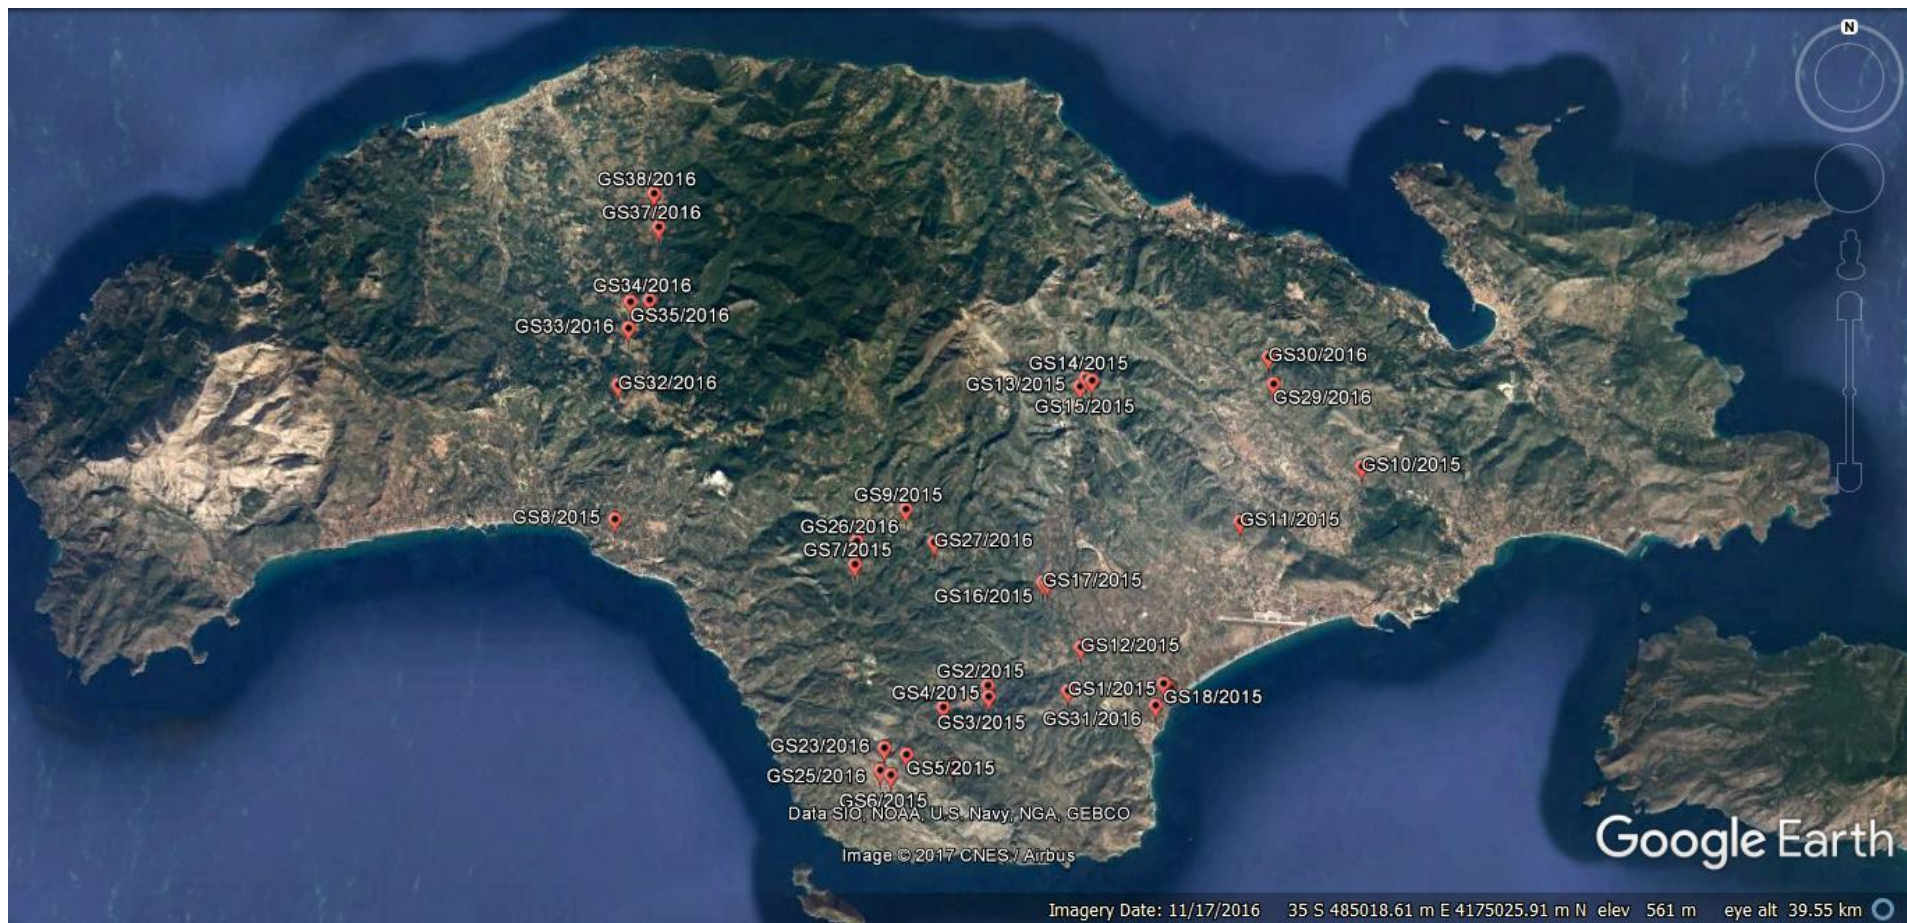 N
GS38/2016
GS37/2016
GS34/2016
GS35/2016
GS33/2016
GS32/2016
GS14/2015
GS13/2015
GS15/2015
GS30/2016
GS29/2016
GS10/2015
GS11/2015
GS9/2015
GS8/2015
GS26/2016
GS27/2016
GS7/2015
GS17/2015
GS16/2015
GS12/2015
GS2/2015
GS4/2015
GS3/2015
GS1/2015
GS18/2015
GS31/2016
GS23/2016
GS5/2015
GS25/2016
GS6/2015
Data SIO, NOAA, U.S. Navy, NGA, GEBCO
Image © 2017 CNES / Airbus
Google Earth
Imagery Date: 11/17/2016 35 S 485018.61 m E 4175025.91 m N elev 561 m eye alt 39.55 km